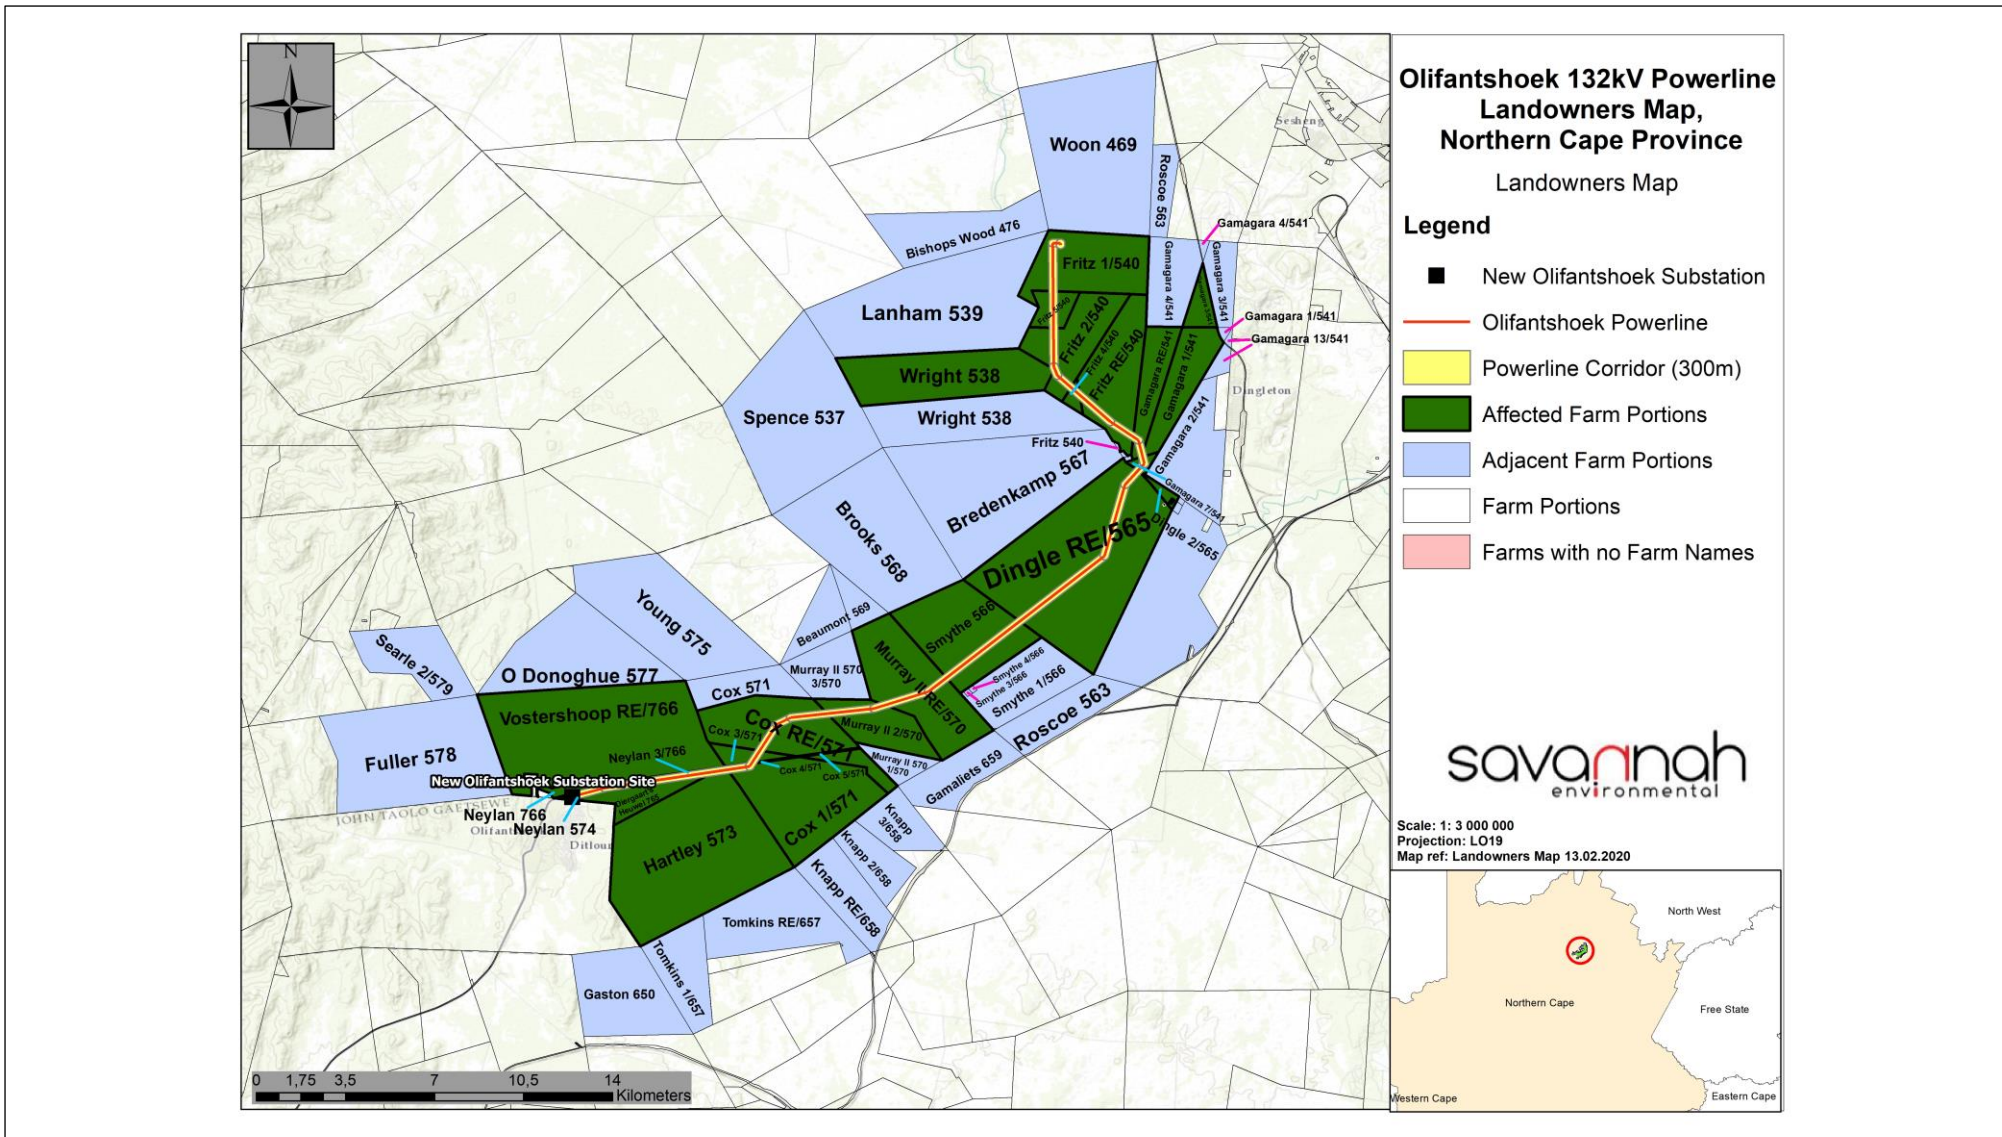 N
Woon 469
Sesheng
Roscoe 563
Gamagara 4/541
Bishops Wood 476
Gamagara 4/541
Gamagara 3/541
Fritz 1/540
Lanham 539
Fritz 2/540
Gamagara 1/541
Gamagara 13/541
Fritz 4/540
Fritz RE/540
Gamagara RE/541
Gamagara 1/541
Wright 538
Dingleton
Spence 537
Wright 538
Gamagara 2/541
Fritz 540
Bredenkamp 567
Gamagara 7/541
Brooks 568
Dingle RE/565
Dingle 2/565
Young 575
Beaumont 569
Smythe 566
Searle 2/579
O Donoghue 577
Murray II 570
3/570
Murray II RE/570
Smythe 4/566
Smythe 3/566
Smythe 1/566
Cox 571
Roscoe 563
Vostershoop RE/766
Cox RE/571
Cox 3/571
Murray II 2/570
Fuller 578
Neylan 3/766
Cox 4/571
Cox 5/571
Murray II 570
1/570
Gamaliets 659
New Olifantshoek Substation Site
Heuwel 765
JOHN TAOLO GAETSEWE
Neylan 766
Neylan 574
Ditlou
Hartley 573
Cox 1/571
Knapp
3/658
Knapp 2/658
Knapp RE/658
Tomkins RE/657
Tomkins 1/657
Gaston 650
0 1,75 3,5 7 10,5 14
Kilometers
Olifantshoek 132kV Powerline
Landowners Map,
Northern Cape Province
Landowners Map
Legend
New Olifantshoek Substation
Olifantshoek Powerline
Powerline Corridor (300m)
Affected Farm Portions
Adjacent Farm Portions
Farm Portions
Farms with no Farm Names
savannah
environmental
Scale: 1: 3 000 000
Projection: LO19
Map ref: Landowners Map 13.02.2020
North West
Northern Cape
Free State
Western Cape
Eastern Cape